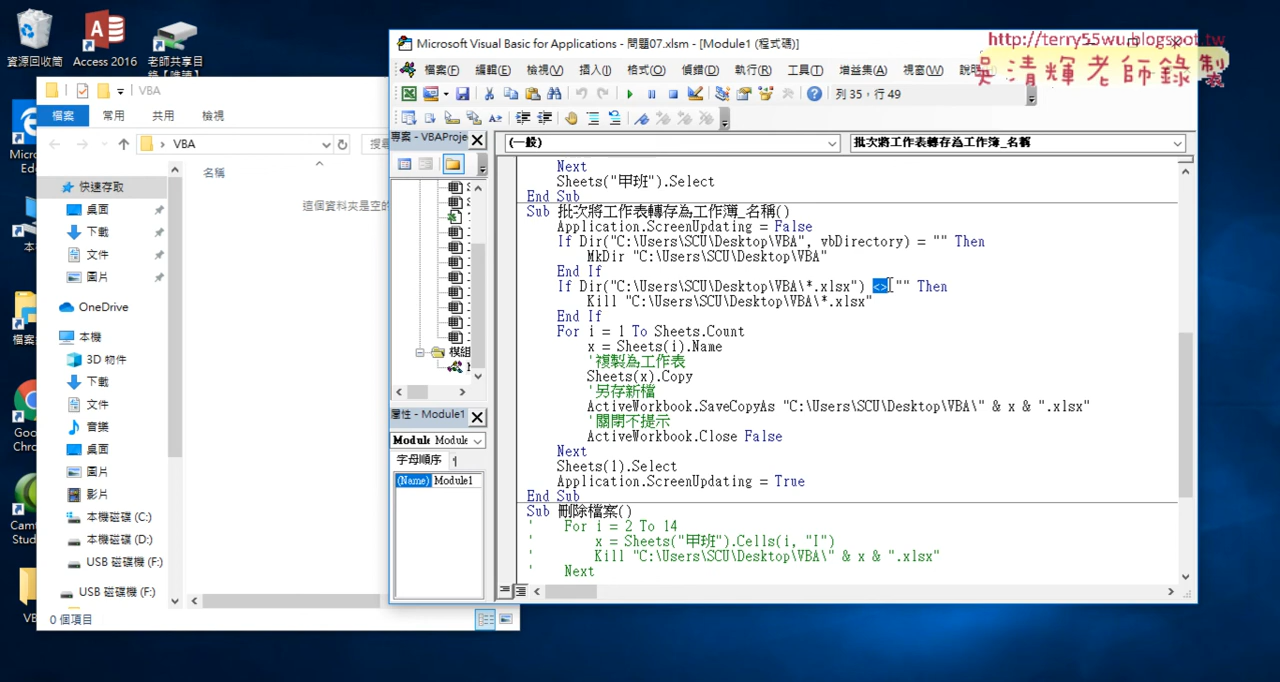 http://terry55wu.blogspot.tw
吳清輝老師錄製
資源回收筒
Access 2016
老師共享目
VBA
檔案
常用
共用
檢視
VBA
搜尋
快速存取
桌面
下載
文件
圖片
OneDrive
本機
3D 物件
下載
文件
音樂
桌面
圖片
影片
本機磁碟 (C:)
本機磁碟 (D:)
USB 磁碟機 (F:)
USB 磁碟機 (F:)
0 個項目
名稱
這個資料夾是空的
Microsoft Visual Basic for Applications - 問題07.xlsm - [Module1 (程式碼)]
檔案(F) 編輯(E) 檢視(V) 插入(I) 格式(O) 偵錯(D) 執行(R) 工具(T) 增益集(A) 視窗(W) 說明
列 35，行 49
專案 - VBAProje
(一般)
批次將工作表轉存為工作簿_名稱
模組
屬性 - Module1
Module Module
字母順序
(Name) Module1
Next
Sheets("甲班").Select
End Sub
Sub 批次將工作表轉存為工作簿_名稱()
Application.ScreenUpdating = False
If Dir("C:\Users\SCU\Desktop\VBA", vbDirectory) = "" Then
MkDir "C:\Users\SCU\Desktop\VBA"
End If
If Dir("C:\Users\SCU\Desktop\VBA\*.xlsx") <> "" Then
Kill "C:\Users\SCU\Desktop\VBA\*.xlsx"
End If
For i = 1 To Sheets.Count
x = Sheets(i).Name
'複製為工作表
Sheets(x).Copy
'另存新檔
ActiveWorkbook.SaveCopyAs "C:\Users\SCU\Desktop\VBA\" & x & ".xlsx"
'關閉不提示
ActiveWorkbook.Close False
Next
Sheets(1).Select
Application.ScreenUpdating = True
End Sub
Sub 刪除檔案()
' For i = 2 To 14
' x = Sheets("甲班").Cells(i, "I")
' Kill "C:\Users\SCU\Desktop\VBA\" & x & ".xlsx"
' Next